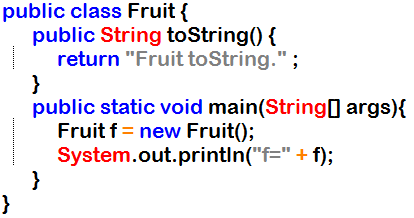 public class Fruit {
public String toString() {
return "Fruit toString." ;
}
public static void main(String[] args){
Fruit f = new Fruit();
System.out.println("f=" + f);
}
}